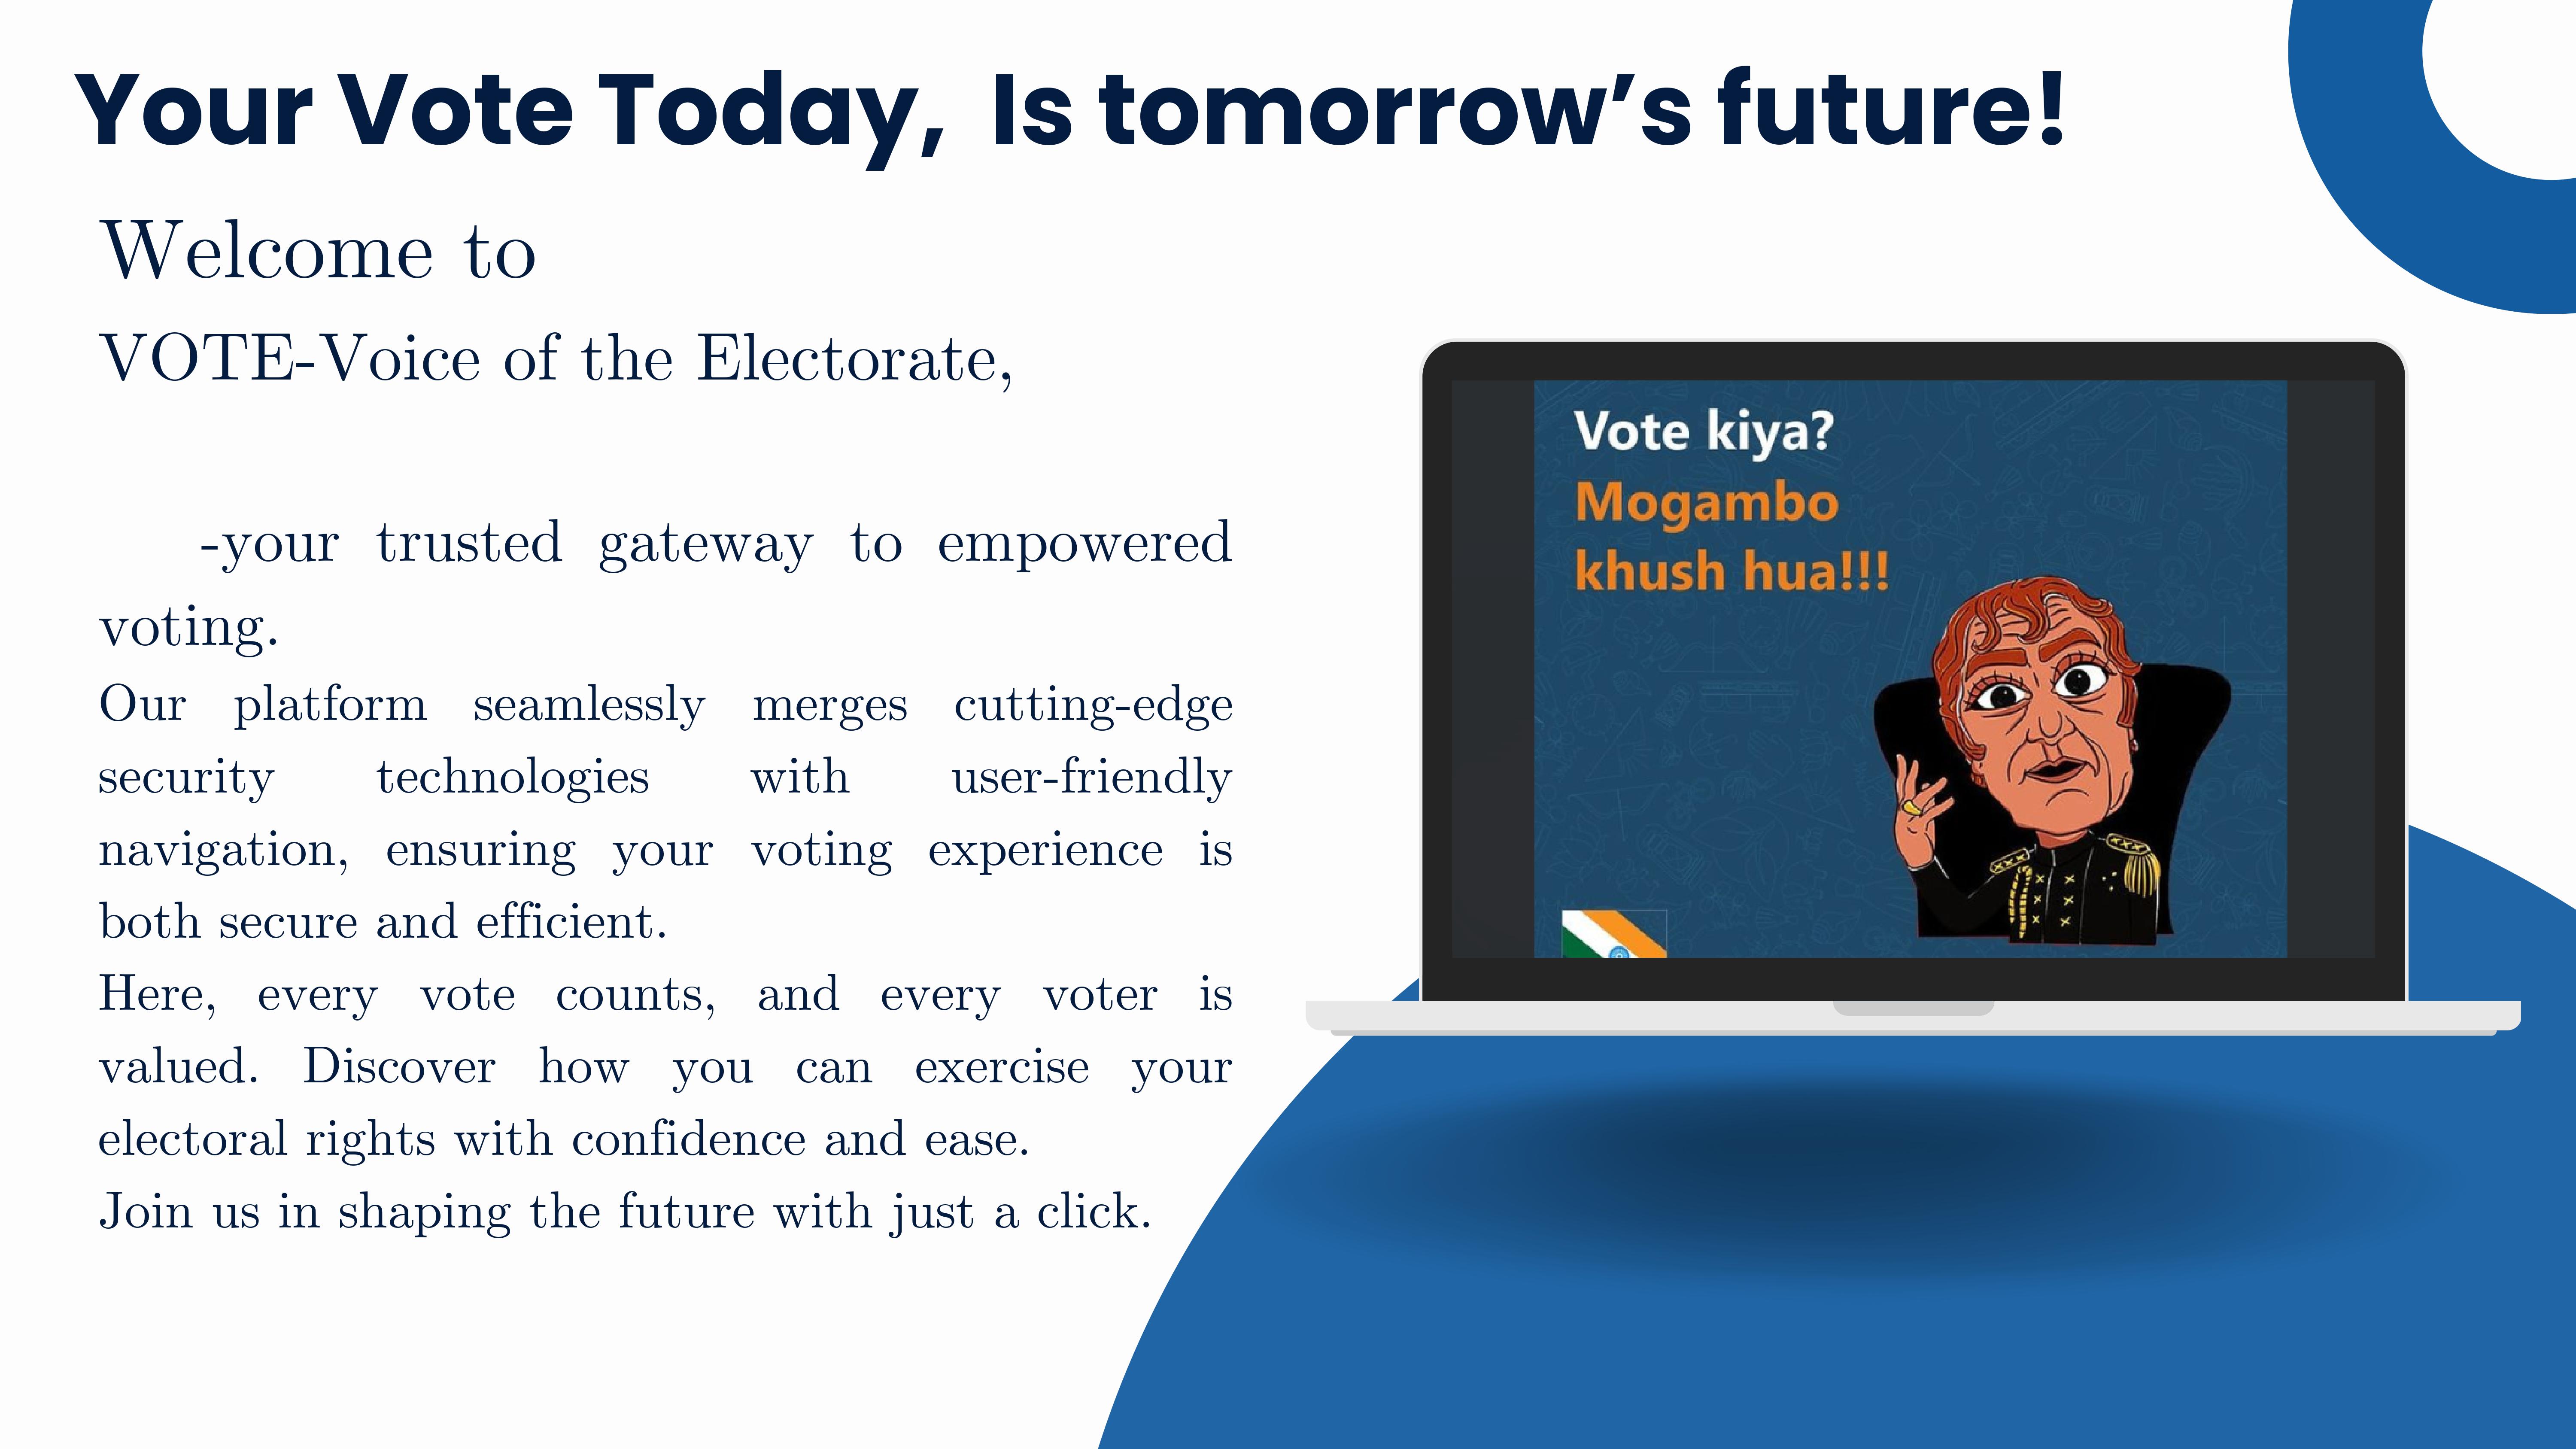 Your Vote Today,  Is tomorrow’s future!
Welcome to
VOTE-Voice of the Electorate,
-your trusted gateway to empowered
voting.
Our platform seamlessly merges cutting-edge
security technologies with user-friendly
navigation, ensuring your voting experience is
both secure and efficient.
Here, every vote counts, and every voter is
valued. Discover how you can exercise your
electoral rights with confidence and ease.
Join us in shaping the future with just a click.
Vote kiya?
Mogambo
khush hua!!!